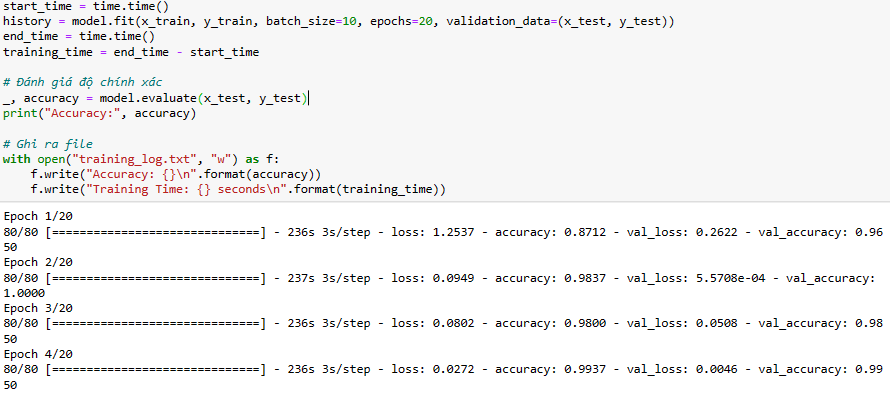 start_time = time.time()
history = model.fit(x_train, y_train, batch_size=10, epochs=20, validation_data=(x_test, y_test))
end_time = time.time()
training_time = end_time - start_time
# Đánh giá độ chính xác
_, accuracy = model.evaluate(x_test, y_test)
print("Accuracy:", accuracy)
# Ghi ra file
with open("training_log.txt", "w") as f:
    f.write("Accuracy: {}\n".format(accuracy))
    f.write("Training Time: {} seconds\n".format(training_time))
Epoch 1/20
80/80 [==============================] - 236s 3s/step - loss: 1.2537 - accuracy: 0.8712 - val_loss: 0.2622 - val_accuracy: 0.96
50
Epoch 2/20
80/80 [==============================] - 237s 3s/step - loss: 0.0949 - accuracy: 0.9837 - val_loss: 5.5708e-04 - val_accuracy:
1.0000
Epoch 3/20
80/80 [==============================] - 236s 3s/step - loss: 0.0802 - accuracy: 0.9800 - val_loss: 0.0508 - val_accuracy: 0.98
50
Epoch 4/20
80/80 [==============================] - 236s 3s/step - loss: 0.0272 - accuracy: 0.9937 - val_loss: 0.0046 - val_accuracy: 0.99
50